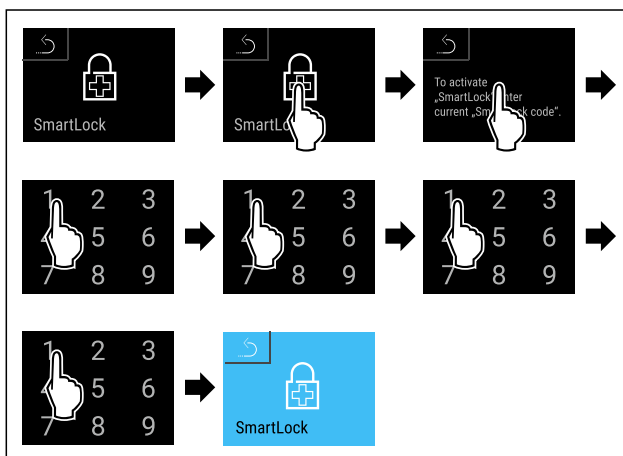 SmartLock
SmartLo
To activate
„SmartLock" enter
current „SmartLock code".
1 2 3
4 5 6
7 8 9
1 2 3
4 5 6
7 8 9
1 2 3
4 5 6
7 8 9
1 2 3
4 5 6
7 8 9
SmartLock